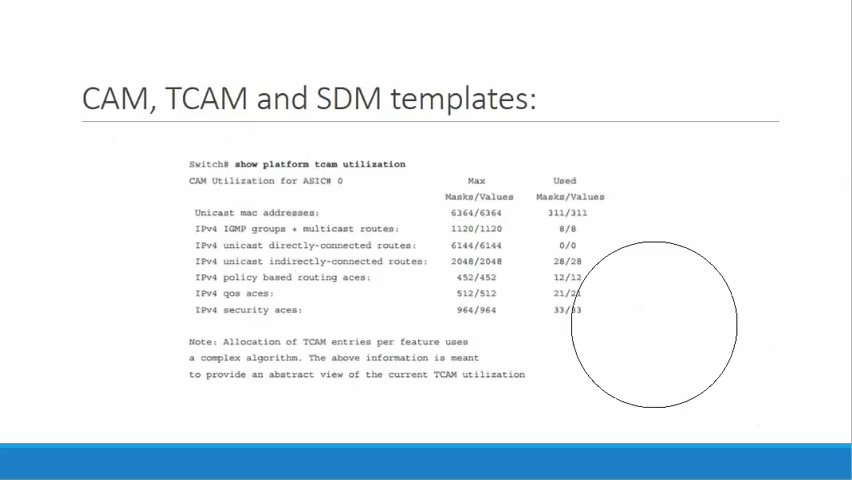 CAM, TCAM and SDM templates:
Switch# show platform tcam utilization
CAM Utilization for ASIC# 0 Max Used
Masks/Values Masks/Values
Unicast mac addresses: 6364/6364 311/311
IPv4 IGMP groups + multicast routes: 1120/1120 8/8
IPv4 unicast directly-connected routes: 6144/6144 0/0
IPv4 unicast indirectly-connected routes: 2048/2048 28/28
IPv4 policy based routing aces: 452/452 12/12
IPv4 qos aces: 512/512 21/21
IPv4 security aces: 964/964 33/33
Note: Allocation of TCAM entries per feature uses
a complex algorithm. The above information is meant
to provide an abstract view of the current TCAM utilization